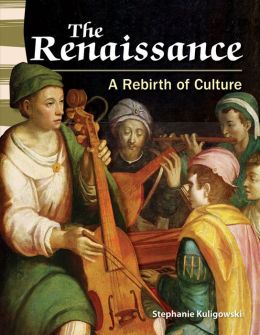 The
Renaissance
A Rebirth of Culture
Stephanie Kuligowski